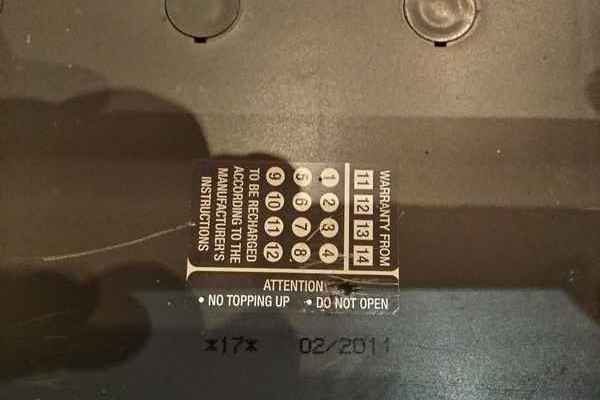 WARRANTY FROM
11 12 13 14
1 2 3 4
5 6 7 8
9 10 11 12
TO BE RECHARGED
ACCORDING TO THE
MANUFACTURER'S
INSTRUCTIONS
ATTENTION
• NO TOPPING UP • DO NOT OPEN
*17* 02/2011